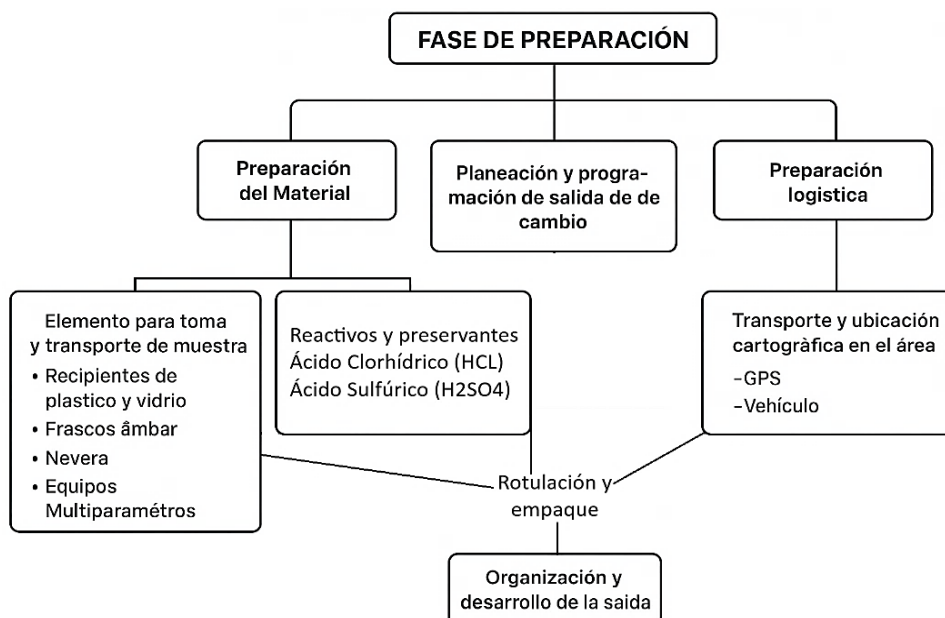 FASE DE PREPARACIÓN
Preparación
del Material
Planeación y progra-
mación de salida de de
cambio
Preparación
logistica
Elemento para toma
y transporte de muestra
• Recipientes de
plastico y vidrio
• Frascos âmbar
• Nevera
• Equipos
Multiparamétros
Reactivos y preservantes
Ácido Clorhídrico (HCL)
Ácido Sulfúrico (H2SO4)
Transporte y ubicación
cartogràfica en el área
-GPS
-Vehículo
Rotulación y
empaque
Organización y
desarrollo de la saida